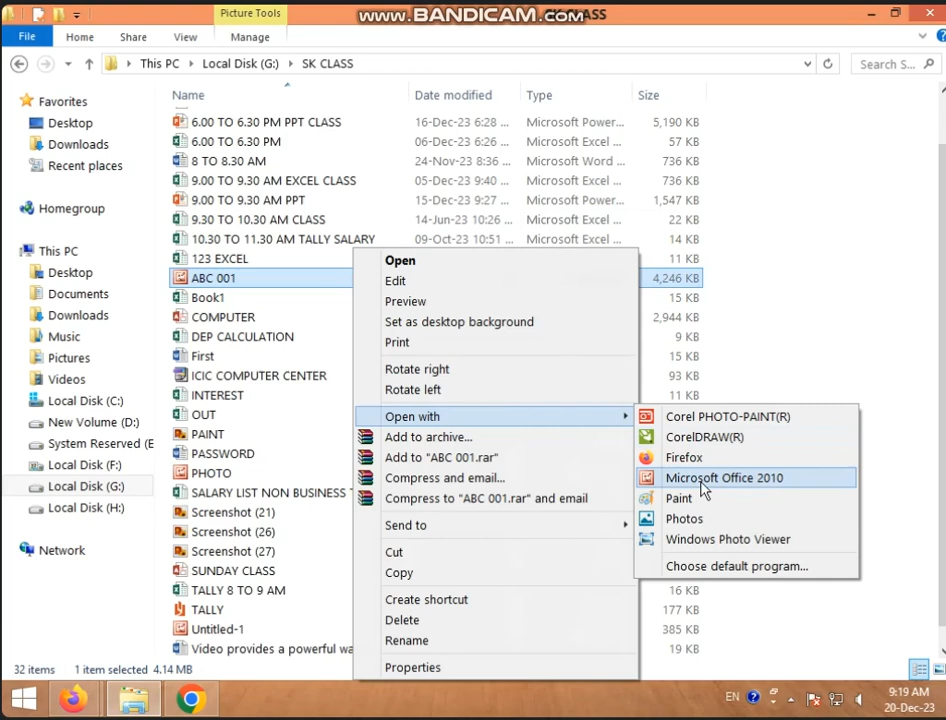 Picture Tools
www.BANDICAM.com
CLASS
File
Home
Share
View
Manage
This PC
Local Disk (G:)
SK CLASS
Search S...
Name
Date modified
Type
Size
6.00 TO 6.30 PM PPT CLASS 16-Dec-23 6:28 ... Microsoft Power... 5,190 KB
6.00 TO 6.30 PM 06-Dec-23 6:36 ... Microsoft Excel ... 57 KB
8 TO 8.30 AM 24-Nov-23 8:36 ... Microsoft Word ... 736 KB
9.00 TO 9.30 AM EXCEL CLASS 05-Dec-23 9:40 ... Microsoft Excel ... 736 KB
9.00 TO 9.30 AM PPT 15-Dec-23 9:27 ... Microsoft Power... 1,547 KB
9.30 TO 10.30 AM CLASS 14-Jun-23 10:26 ... Microsoft Excel ... 22 KB
10.30 TO 11.30 AM TALLY SALARY 09-Oct-23 10:51 ... Microsoft Excel ... 14 KB
123 EXCEL 11 KB
ABC 001 4,246 KB
Book1 15 KB
COMPUTER 2,944 KB
DEP CALCULATION 9 KB
First 15 KB
ICIC COMPUTER CENTER 93 KB
INTEREST 11 KB
OUT
PAINT
PASSWORD
PHOTO
SALARY LIST NON BUSINESS
Screenshot (21)
Screenshot (26)
Screenshot (27)
SUNDAY CLASS
TALLY 8 TO 9 AM 16 KB
TALLY 177 KB
Untitled-1 385 KB
Video provides a powerful wa 19 KB
Favorites
Desktop
Downloads
Recent places
Homegroup
This PC
Desktop
Documents
Downloads
Music
Pictures
Videos
Local Disk (C:)
New Volume (D:)
System Reserved (E
Local Disk (F:)
Local Disk (G:)
Local Disk (H:)
Network
Open
Edit
Preview
Set as desktop background
Print
Rotate right
Rotate left
Open with
Add to archive...
Add to "ABC 001.rar"
Compress and email...
Compress to "ABC 001.rar" and email
Send to
Cut
Copy
Create shortcut
Delete
Rename
Properties
Corel PHOTO-PAINT(R)
CorelDRAW(R)
Firefox
Microsoft Office 2010
Paint
Photos
Windows Photo Viewer
Choose default program...
32 items
1 item selected 4.14 MB
EN
9:19 AM
20-Dec-23